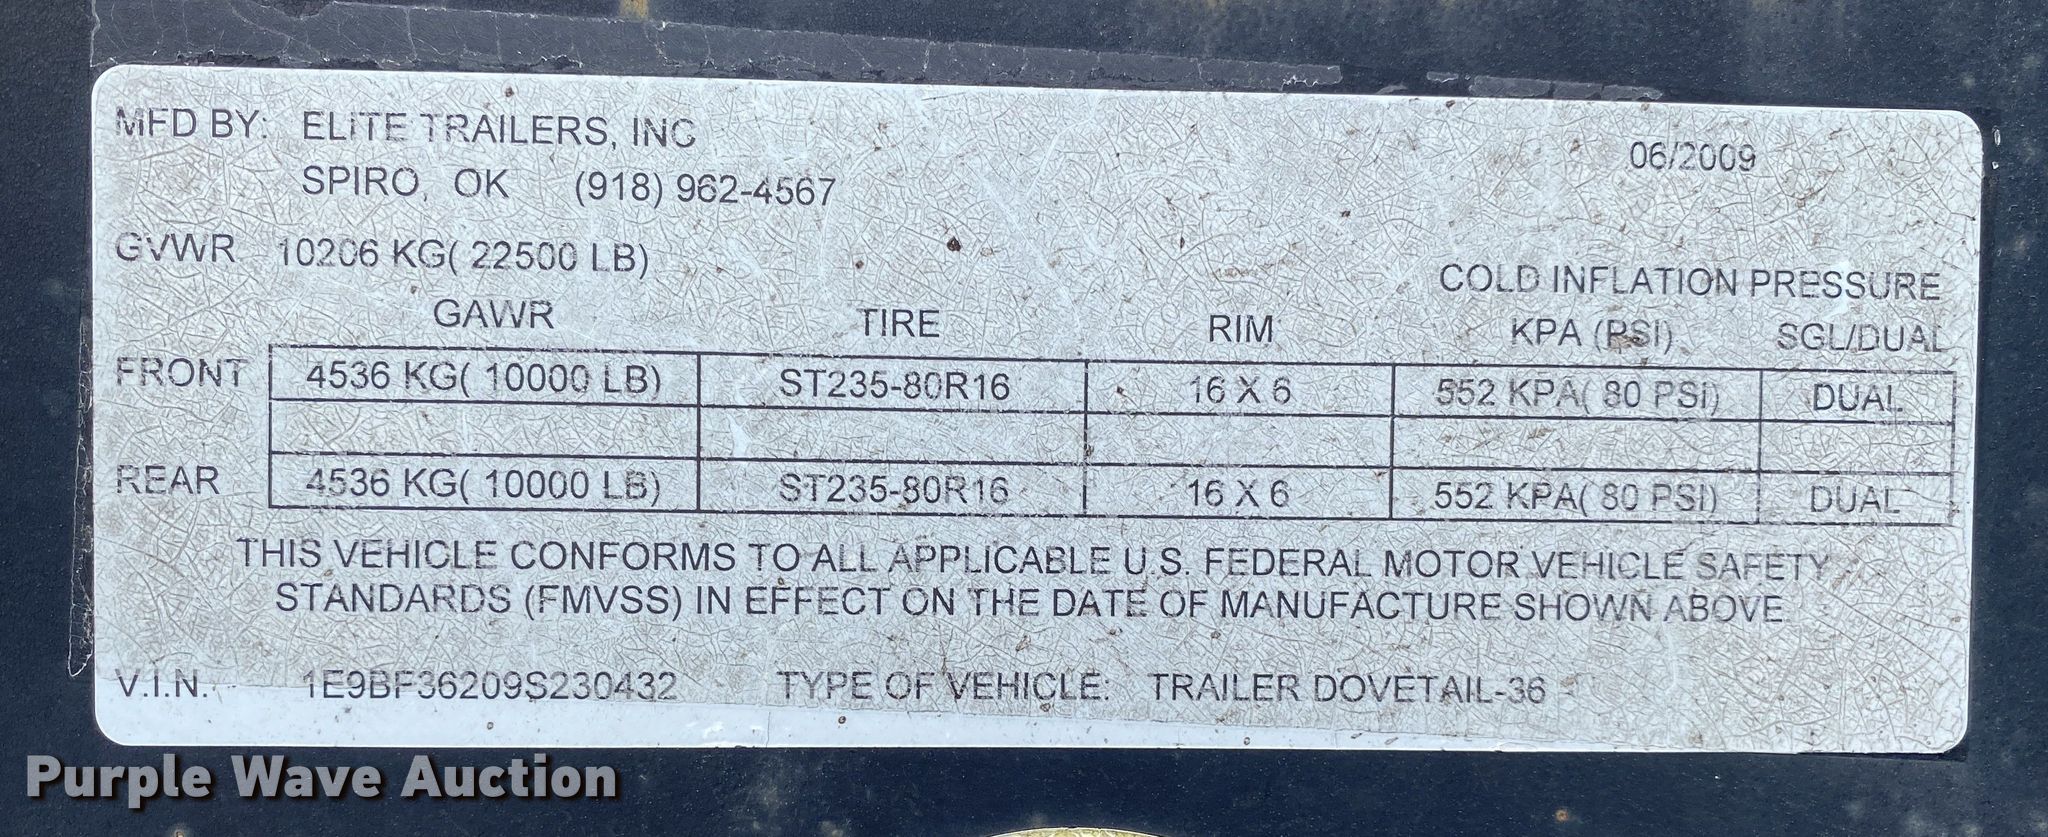 MFD BY: ELITE TRAILERS, INC
06/2009
SPIRO, OK (918) 962-4567
GVWR 10206 KG( 22500 LB)
COLD INFLATION PRESSURE
GAWR TIRE RIM KPA (PSI) SGL/DUAL
FRONT 4536 KG( 10000 LB) ST235-80R16 16 X 6 552 KPA( 80 PSI) DUAL
REAR 4536 KG( 10000 LB) ST235-80R16 16 X 6 552 KPA( 80 PSI) DUAL
THIS VEHICLE CONFORMS TO ALL APPLICABLE U.S. FEDERAL MOTOR VEHICLE SAFETY
STANDARDS (FMVSS) IN EFFECT ON THE DATE OF MANUFACTURE SHOWN ABOVE
V.I.N. 1E9BF36209S230432 TYPE OF VEHICLE: TRAILER DOVETAIL-36
Purple Wave Auction